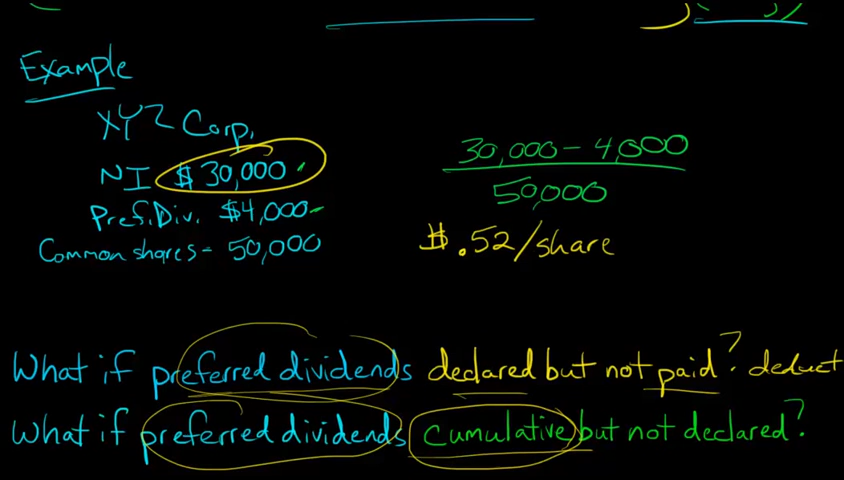 Example
XYZ Corp.
NI $30,000
Pref. Div. $4,000
Common shares - 50,000
30,000 - 4,000
50,000
$.52/share
What if preferred dividends declared but not paid? deduct
What if preferred dividends cumulative, but not declared?